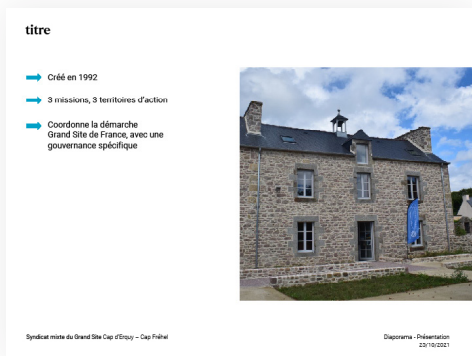 titre
Créé en 1992
3 missions, 3 territoires d'action
Coordonne la démarche
Grand Site de France, avec une
gouvernance spécifique
Syndicat mixte du Grand Site Cap d'Erquy – Cap Fréhel
Diaporama - Présentation
23/10/2021